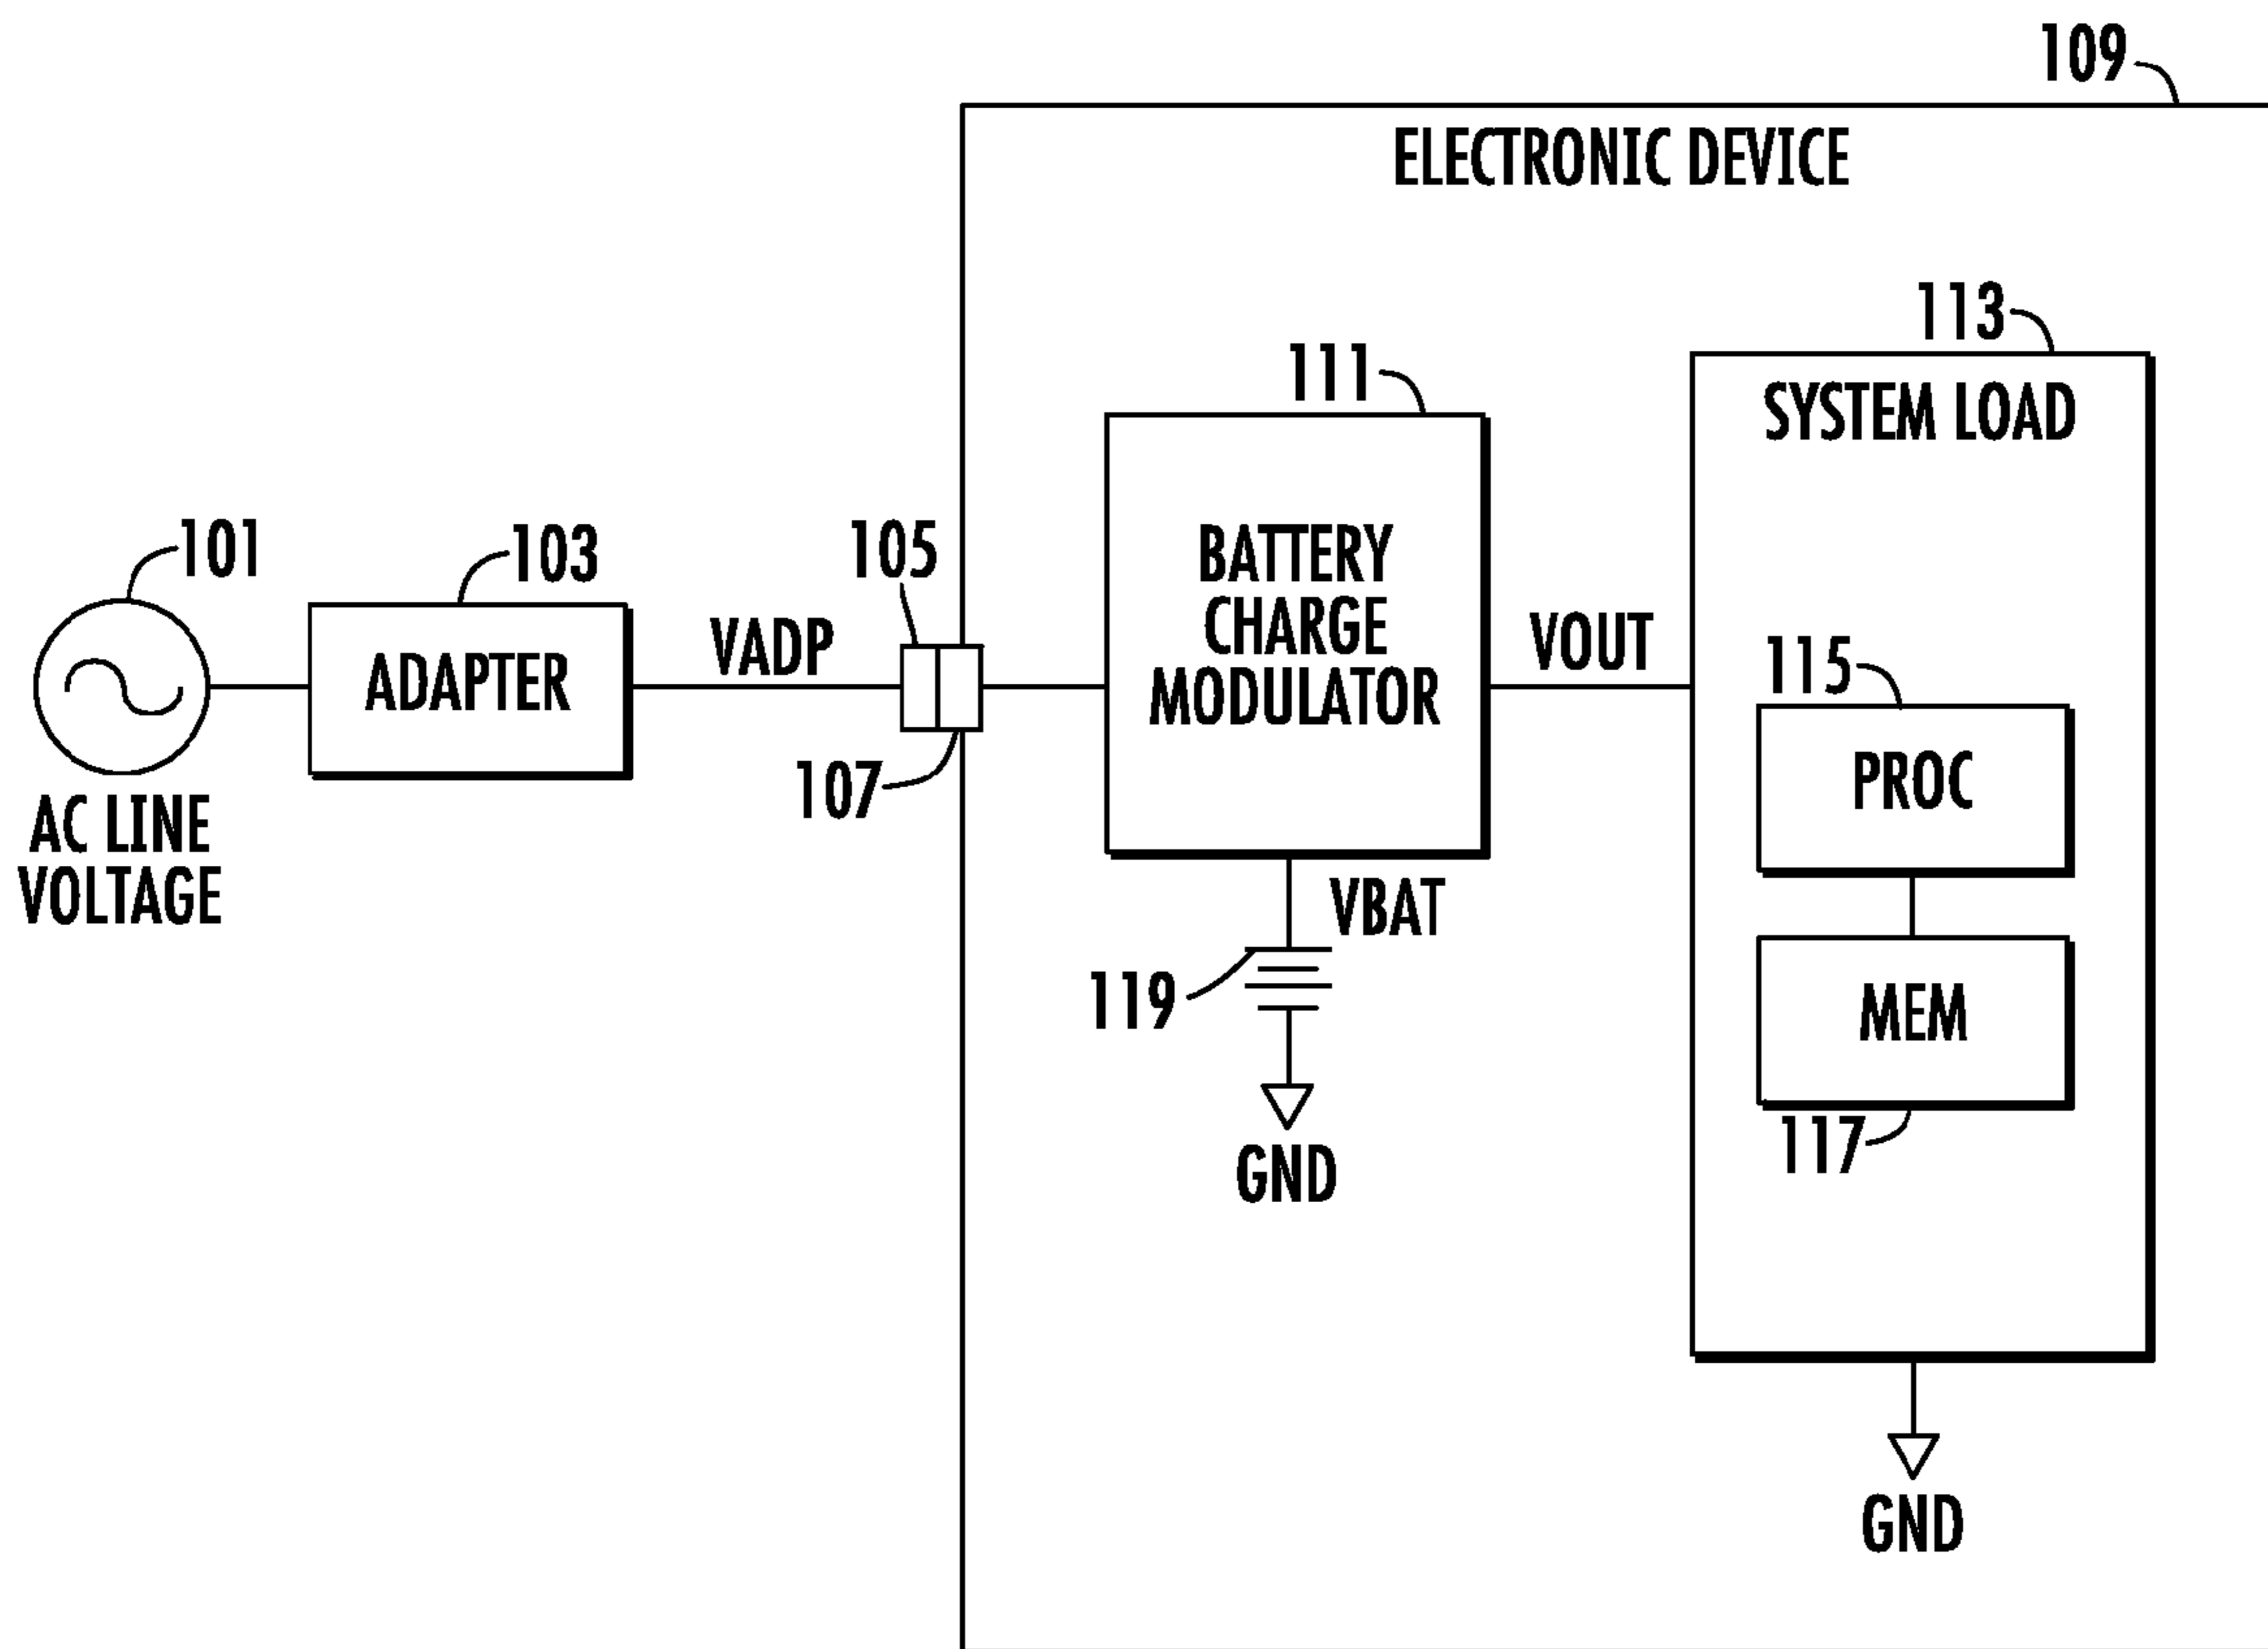 109
ELECTRONIC DEVICE
113
SYSTEM LOAD
111
BATTERY
CHARGE
MODULATOR
101
AC LINE
VOLTAGE
103
ADAPTER
VADP
105
107
VOUT
115
PROC
MEM
117
VBAT
119
GND
GND